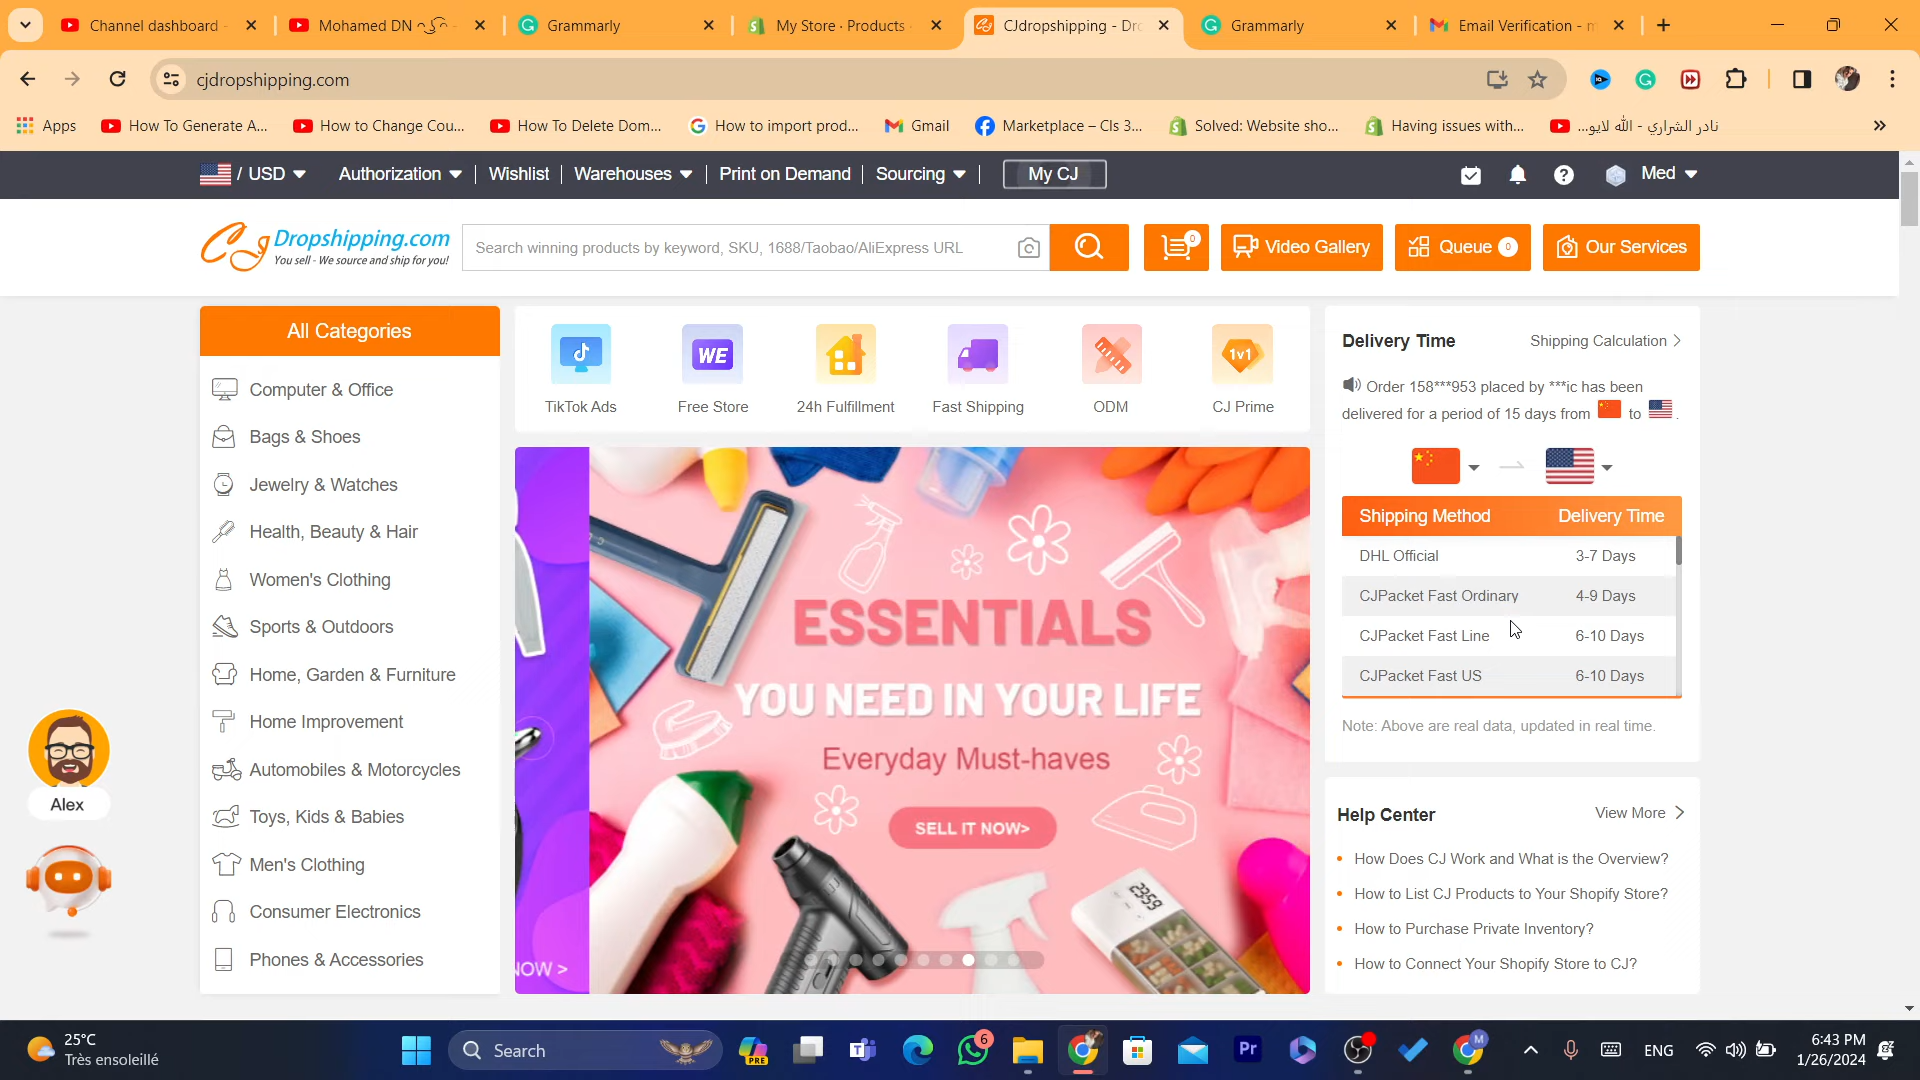 Channel dashboard
Mohamed DN
Grammarly
My Store · Products
CJdropshipping - Dro
Grammarly
Email Verification - m
cjdropshipping.com
Apps
How To Generate A...
How to Change Cou...
How To Delete Dom...
How to import prod...
Gmail
Marketplace – Cls 3...
Solved: Website sho...
Having issues with...
نادر الشراري - الله لايو...
/ USD
Authorization
Wishlist
Warehouses
Print on Demand
Sourcing
My CJ
Med
CJ Dropshipping.com
You sell - We source and ship for you!
Search winning products by keyword, SKU, 1688/Taobao/AliExpress URL
0
Video Gallery
Queue 0
Our Services
All Categories
Computer & Office
Bags & Shoes
Jewelry & Watches
Health, Beauty & Hair
Women's Clothing
Sports & Outdoors
Home, Garden & Furniture
Home Improvement
Automobiles & Motorcycles
Toys, Kids & Babies
Men's Clothing
Consumer Electronics
Phones & Accessories
WE
1v1
TikTok Ads
Free Store
24h Fulfillment
Fast Shipping
ODM
CJ Prime
ESSENTIALS
YOU NEED IN YOUR LIFE
Everyday Must-haves
SELL IT NOW>
23:59
NOW >
Delivery Time
Shipping Calculation >
Order 158***953 placed by ***ic has been
delivered for a period of 15 days from to .
Shipping Method Delivery Time
DHL Official 3-7 Days
CJPacket Fast Ordinary 4-9 Days
CJPacket Fast Line 6-10 Days
CJPacket Fast US 6-10 Days
Note: Above are real data, updated in real time.
Help Center
View More >
How Does CJ Work and What is the Overview?
How to List CJ Products to Your Shopify Store?
How to Purchase Private Inventory?
How to Connect Your Shopify Store to CJ?
Alex
25°C
Très ensoleillé
Search
PRE
6
Pr
M
ENG
6:43 PM
1/26/2024